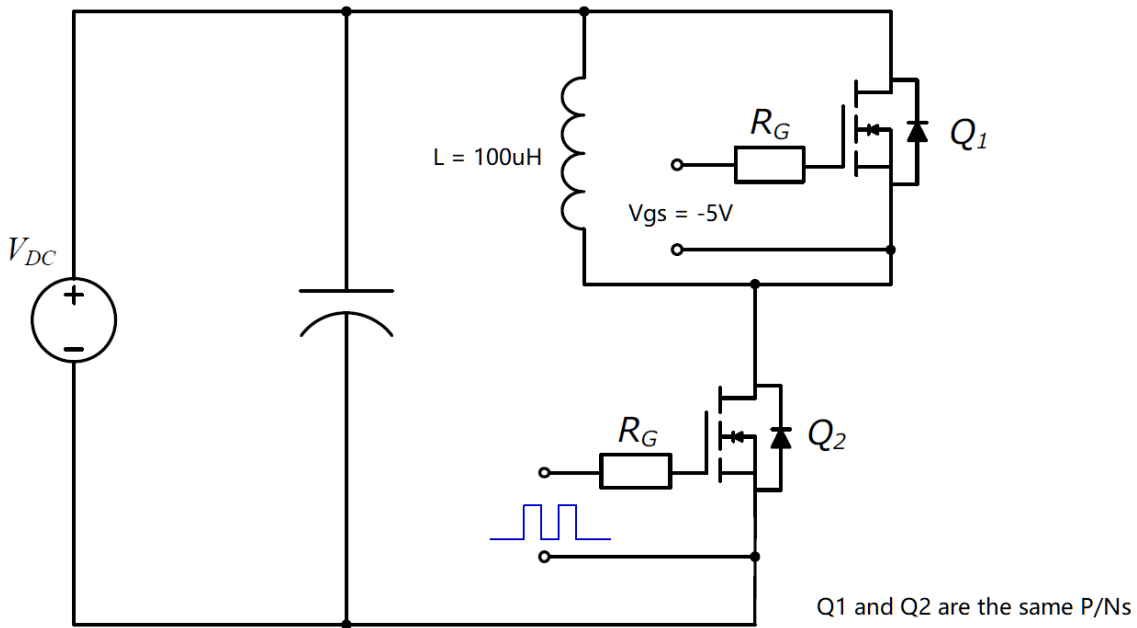 R_G
Q_1
L = 100uH
Vgs = -5V
V_DC
+
−
R_G
Q_2
Q1 and Q2 are the same P/Ns